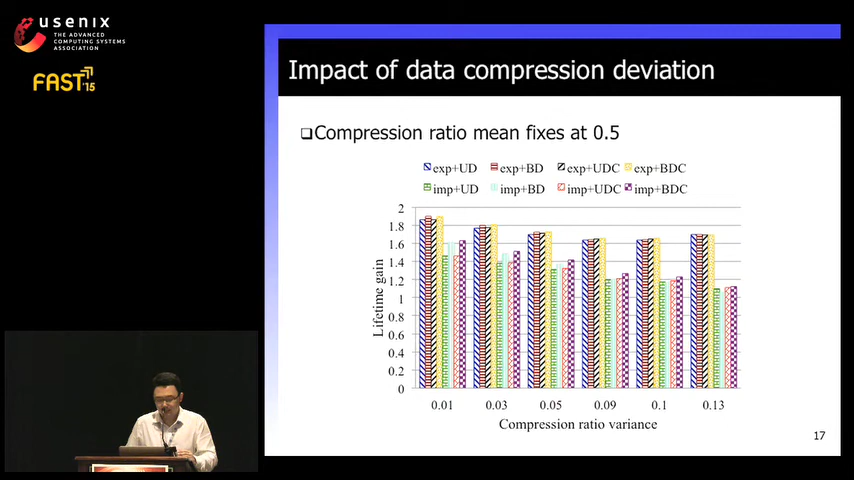 usenix
THE ADVANCED
COMPUTING SYSTEMS
ASSOCIATION
FAST '15
Impact of data compression deviation
Compression ratio mean fixes at 0.5
exp+UD exp+BD exp+UDC exp+BDC
imp+UD imp+BD imp+UDC imp+BDC
Lifetime gain
2
1.8
1.6
1.4
1.2
1
0.8
0.6
0.4
0.2
0
0.01 0.03 0.05 0.09 0.1 0.13
Compression ratio variance
17